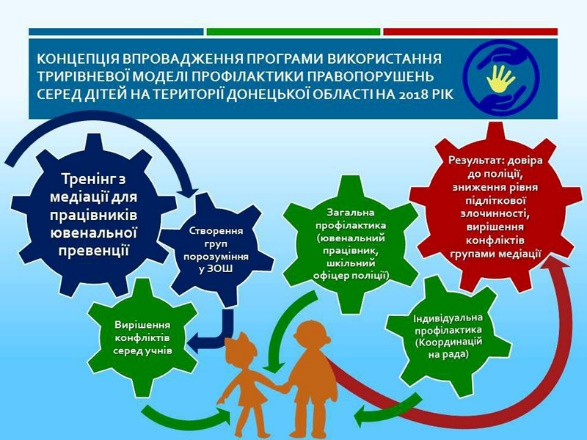 КОНЦЕПЦІЯ ВПРОВАДЖЕННЯ ПРОГРАМИ ВИКОРИСТАННЯ
ТРИРІВНЕВОЇ МОДЕЛІ ПРОФІЛАКТИКИ ПРАВОПОРУШЕНЬ
СЕРЕД ДІТЕЙ НА ТЕРИТОРІЇ ДОНЕЦЬКОЇ ОБЛАСТІ НА 2018 РІК
Тренінг з
медіації для
працівників
ювенальної
превенції
Створення
груп
порозуміння
у ЗОШ
Вирішення
конфліктів
серед учнів
Загальна
профілактика
(ювенальний
працівник,
шкільний
офіцер поліції)
Результат: довіра
до поліції,
зниження рівня
підліткової
злочинності,
вирішення
конфліктів
групами медіації
Індивідуальна
профілактика
(Координацій
на рада)